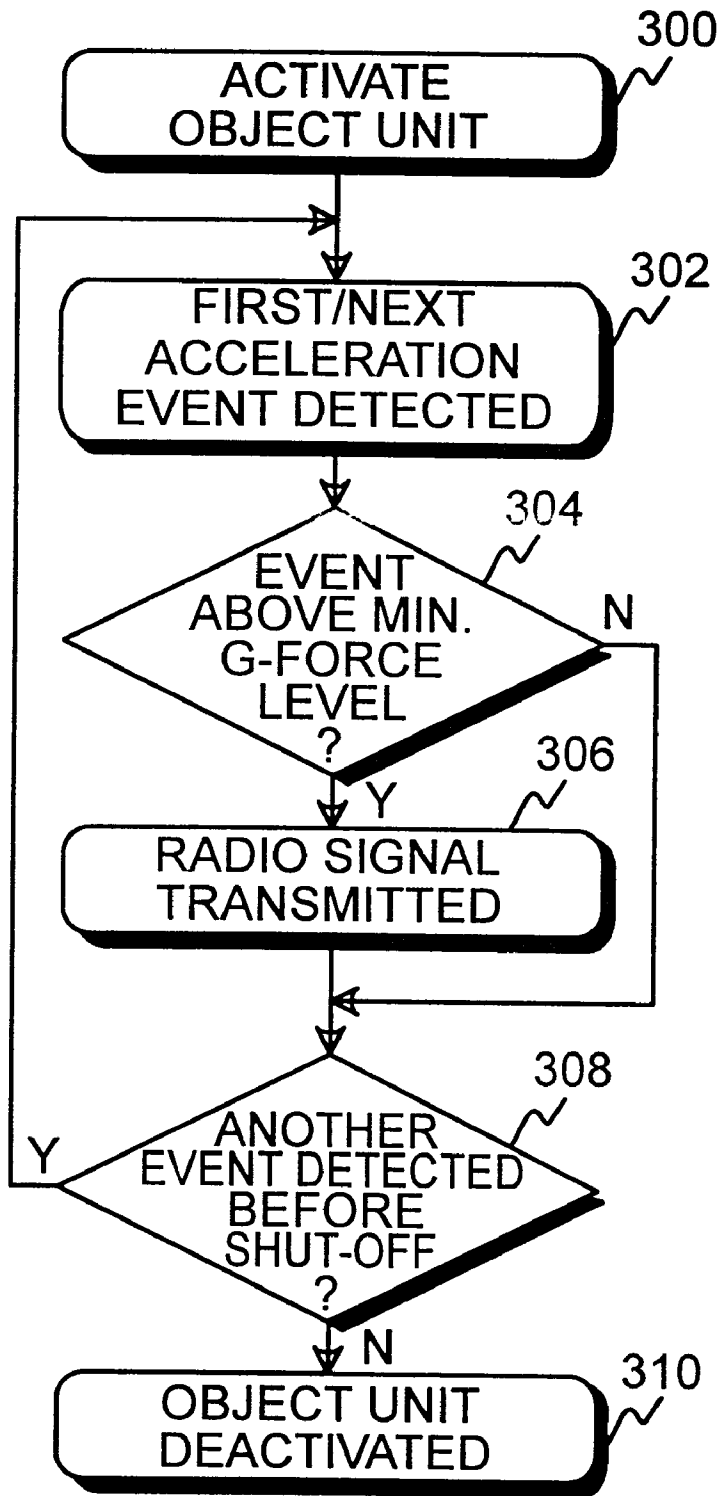 300
ACTIVATE
OBJECT UNIT
302
FIRST/NEXT
ACCELERATION
EVENT DETECTED
304
EVENT
ABOVE MIN.
G-FORCE
LEVEL
?
N
Y
306
RADIO SIGNAL
TRANSMITTED
308
ANOTHER
EVENT DETECTED
BEFORE
SHUT-OFF
?
Y
N
310
OBJECT UNIT
DEACTIVATED